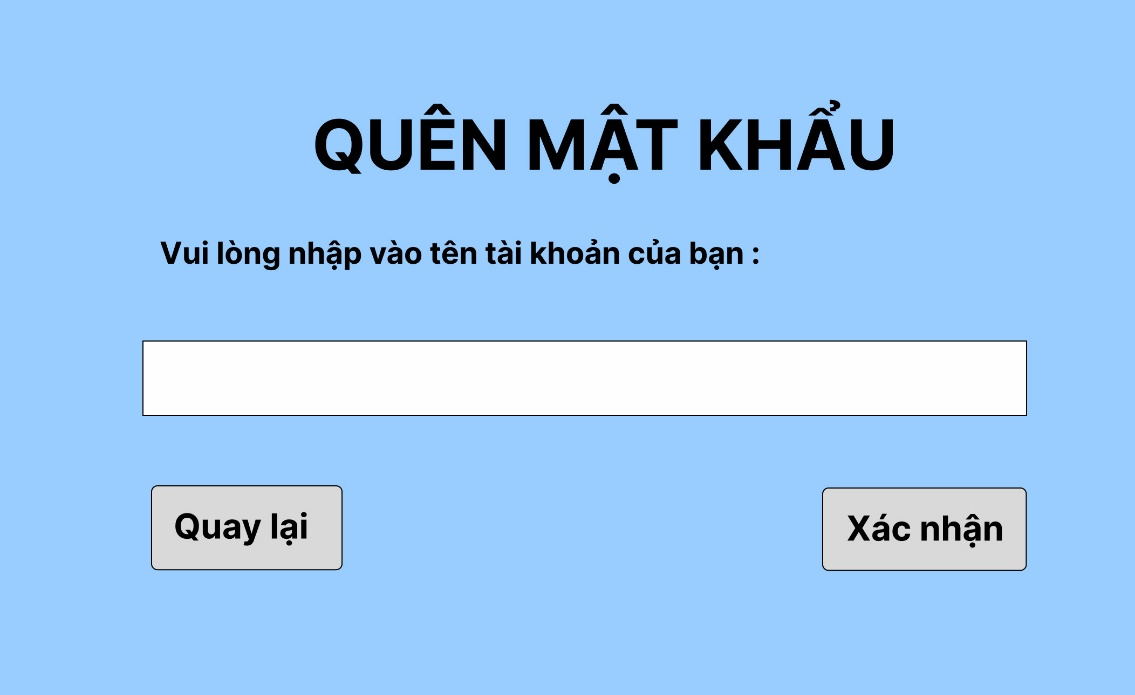 QUÊN MẬT KHẨU
Vui lòng nhập vào tên tài khoản của bạn :
Quay lại
Xác nhận